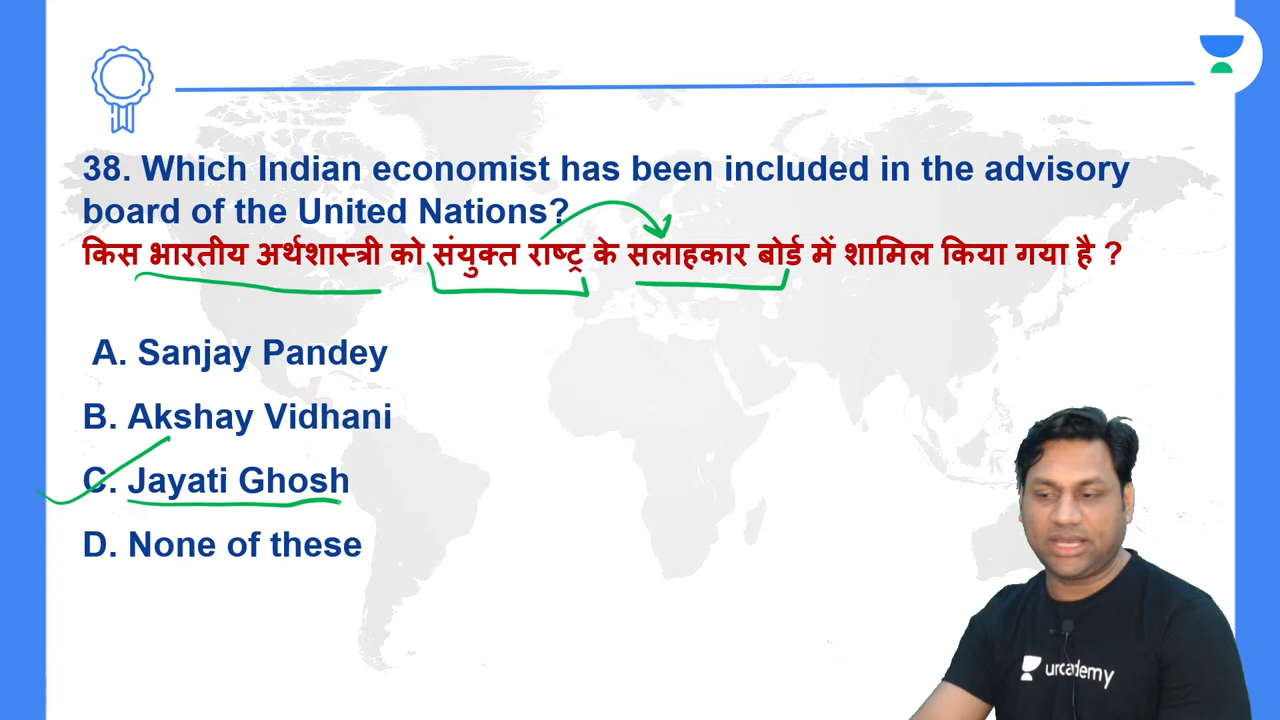 38. Which Indian economist has been included in the advisory
board of the United Nations?
किस भारतीय अर्थशास्त्री को संयुक्त राष्ट्र के सलाहकार बोर्ड में शामिल किया गया है ?
A. Sanjay Pandey
B. Akshay Vidhani
C. Jayati Ghosh
D. None of these